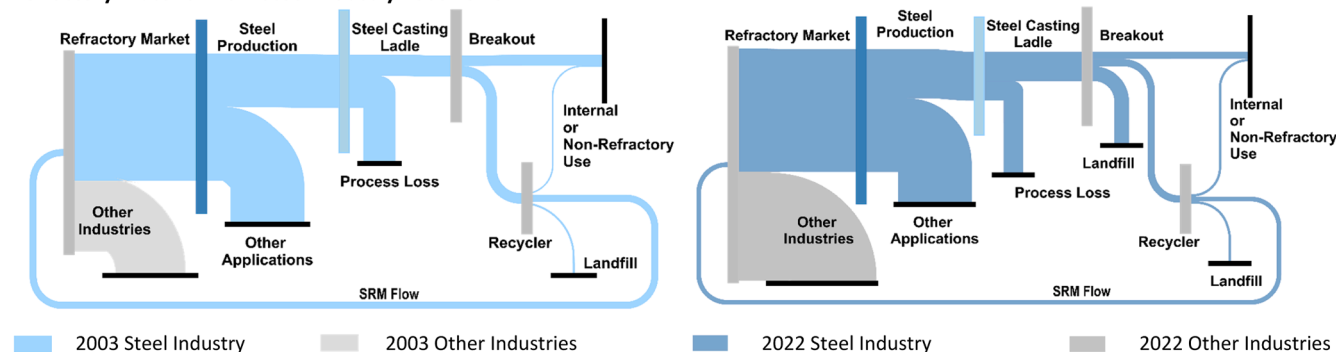 Refractory Market
Steel
Production
Steel Casting
Ladle
Breakout
Internal
or
Non-Refractory
Use
Process Loss
Other
Industries
Other
Applications
Recycler
Landfill
SRM Flow
2003 Steel Industry
2003 Other Industries
Refractory Market
Steel
Production
Steel Casting
Ladle
Breakout
Internal
or
Non-Refractory
Use
Landfill
Process Loss
Other
Industries
Other
Applications
Recycler
Landfill
SRM Flow
2022 Steel Industry
2022 Other Industries